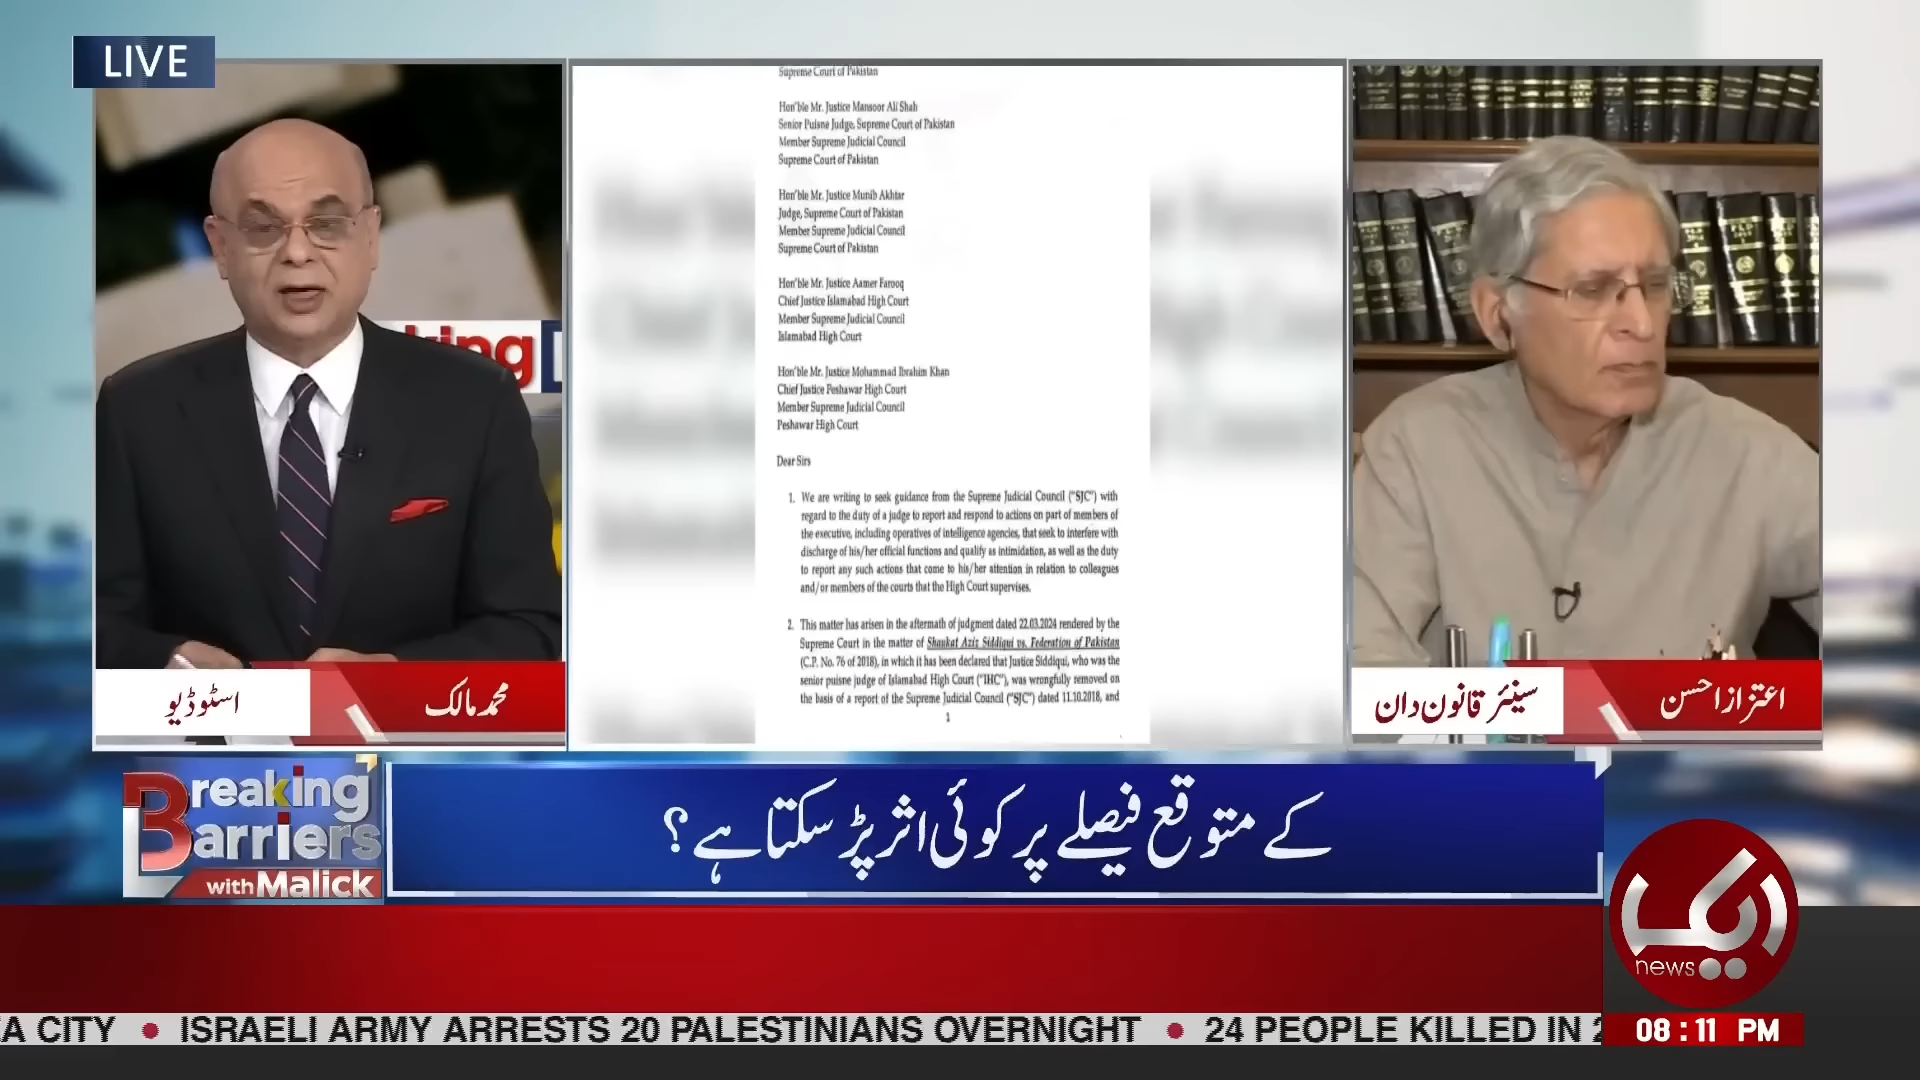 LIVE
Supreme Court of Pakistan
Hon'ble Mr. Justice Mansoor Ali Shah
Senior Puisne Judge, Supreme Court of Pakistan
Member Supreme Judicial Council
Supreme Court of Pakistan
Hon'ble Mr. Justice Munib Akhtar
Judge, Supreme Court of Pakistan
Member Supreme Judicial Council
Supreme Court of Pakistan
Hon'ble Mr. Justice Aamer Farooq
Chief Justice Islamabad High Court
Member Supreme Judicial Council
Islamabad High Court
Hon'ble Mr. Justice Mohammad Ibrahim Khan
Chief Justice Peshawar High Court
Member Supreme Judicial Council
Peshawar High Court
Dear Sirs
1. We are writing to seek guidance from the Supreme Judicial Council ("SJC") with
regard to the duty of a judge to report and respond to actions on part of members of
the executive, including operatives of intelligence agencies, that seek to interfere with
discharge of his/her official functions and qualify as intimidation, as well as the duty
to report any such actions that come to his/her attention in relation to colleagues
and/or members of the courts that the High Court supervises.
2. This matter has arisen in the aftermath of judgment dated 22.03.2024 rendered by the
Supreme Court in the matter of Shaukat Aziz Siddiqui vs. Federation of Pakistan
(C.P. No. 76 of 2018), in which it has been declared that Justice Siddiqui, who was the
senior puisne judge of Islamabad High Court ("IHC"), was wrongfully removed on
the basis of a report of the Supreme Judicial Council ("SJC") dated 11.10.2018, and
1
king
محمد مالک
اسٹوڈیو
اعتزاز احسن
سینئر قانون دان
Breaking
Barriers
with Malick
کے متوقع فیصلے پر کوئی اثر پڑ سکتا ہے؟
ایک
news
A CITY • ISRAELI ARMY ARRESTS 20 PALESTINIANS OVERNIGHT • 24 PEOPLE KILLED IN 2
08:11 PM